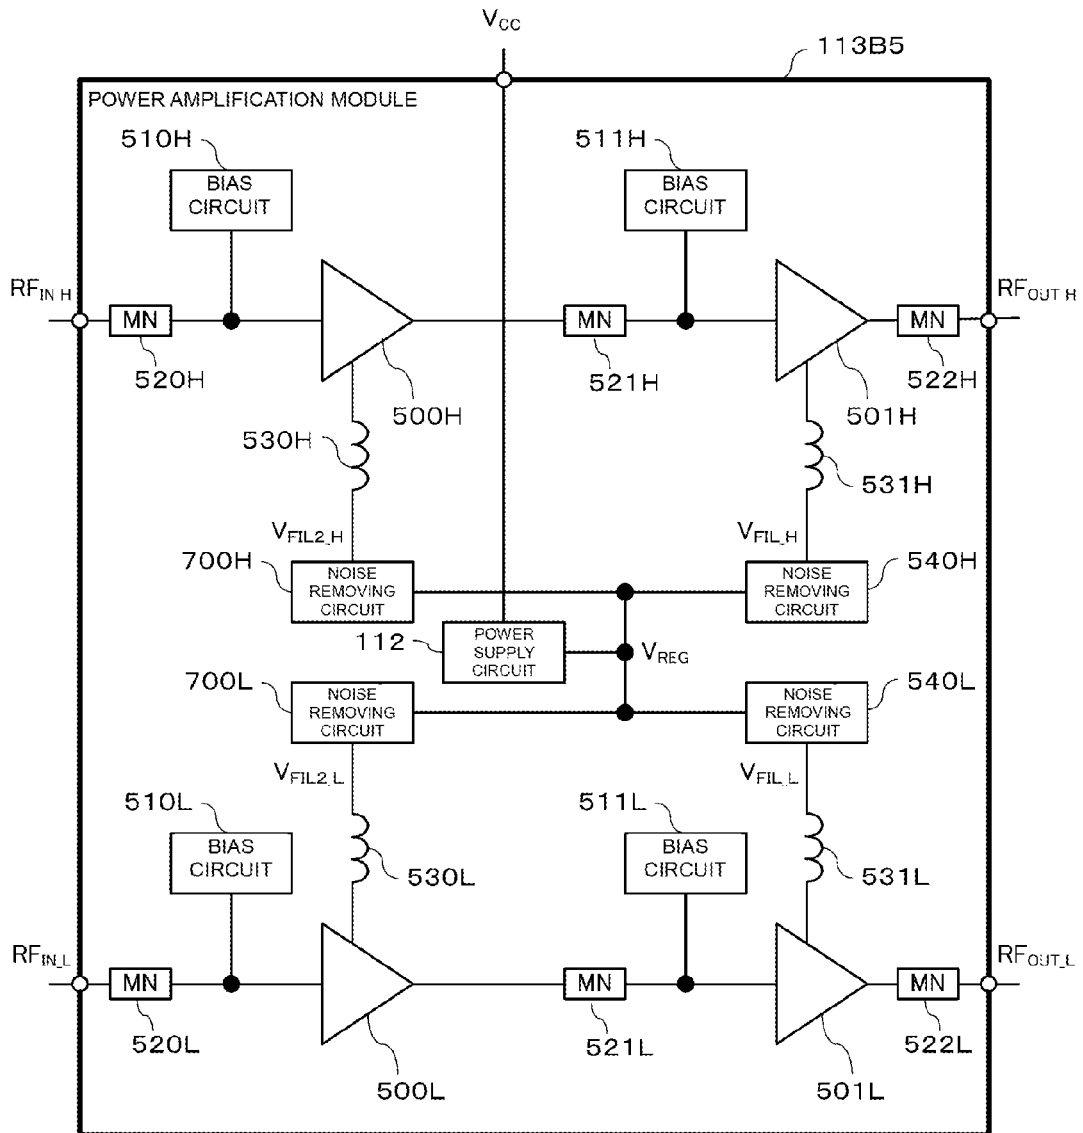 V_CC
113B5
POWER AMPLIFICATION MODULE
510H
511H
BIAS
CIRCUIT
BIAS
CIRCUIT
RF_IN_H
RF_OUT_H
MN
MN
MN
520H
521H
522H
500H
501H
530H
531H
V_FIL2_H
V_FIL_H
700H
540H
NOISE
REMOVING
CIRCUIT
NOISE
REMOVING
CIRCUIT
112
POWER
SUPPLY
CIRCUIT
V_REG
700L
540L
NOISE
REMOVING
CIRCUIT
NOISE
REMOVING
CIRCUIT
V_FIL2_L
V_FIL_L
510L
511L
BIAS
CIRCUIT
BIAS
CIRCUIT
530L
531L
RF_IN_L
RF_OUT_L
MN
MN
MN
520L
521L
522L
500L
501L